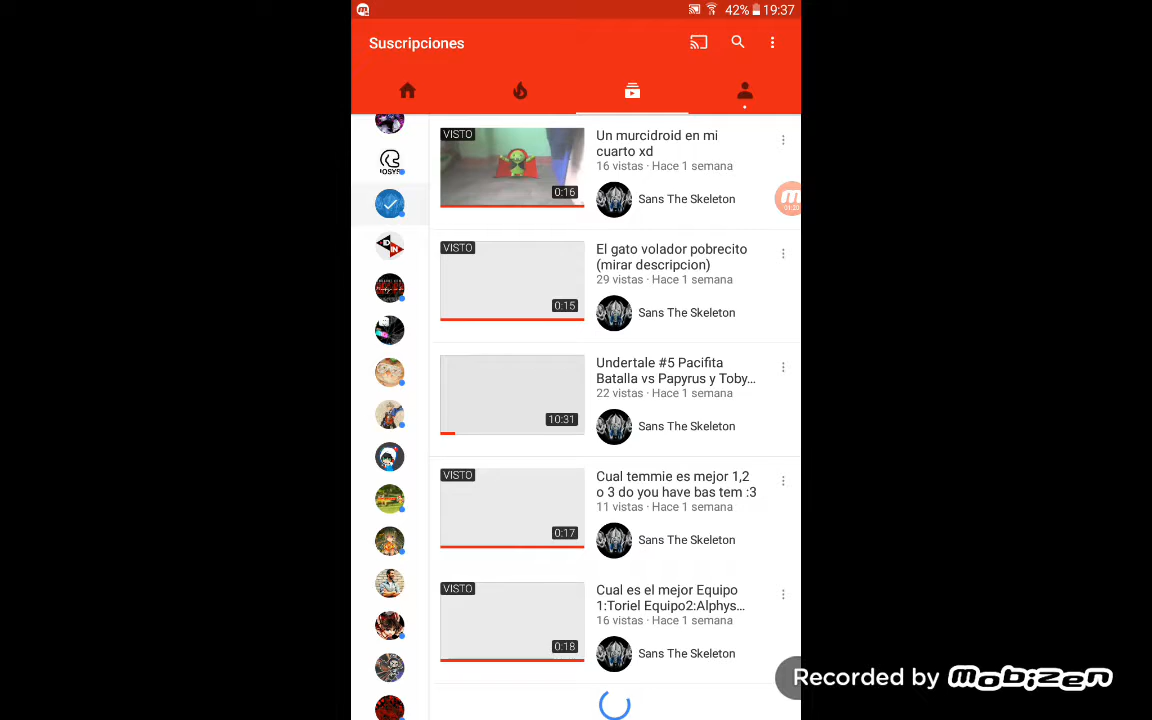 42% 19:37
Suscripciones
VISTO
0:16
Un murcidroid en mi
cuarto xd
16 vistas · Hace 1 semana
Sans The Skeleton
01:20
IOSYS
VISTO
0:15
El gato volador pobrecito
(mirar descripcion)
29 vistas · Hace 1 semana
Sans The Skeleton
10:31
Undertale #5 Pacifita
Batalla vs Papyrus y Toby...
22 vistas · Hace 1 semana
Sans The Skeleton
VISTO
0:17
Cual temmie es mejor 1,2
o 3 do you have bas tem :3
11 vistas · Hace 1 semana
Sans The Skeleton
VISTO
0:18
Cual es el mejor Equipo
1:Toriel Equipo2:Alphys...
16 vistas · Hace 1 semana
Sans The Skeleton
Recorded by MOBIZEN